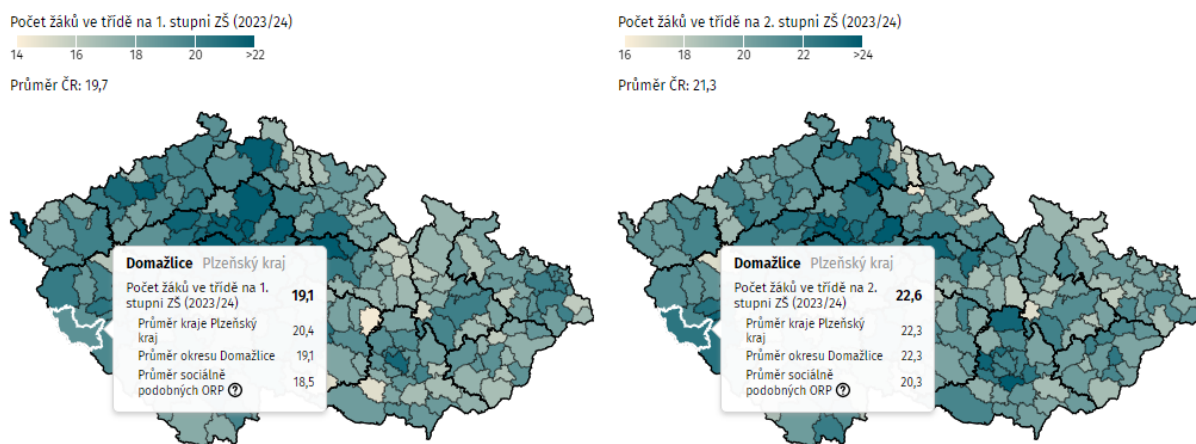 Počet žáků ve třídě na 1. stupni ZŠ (2023/24)
14 16 18 20 >22
Průměr ČR: 19,7
Domažlice Plzeňský kraj
Počet žáků ve třídě na 1.
stupni ZŠ (2023/24) 19,1
Průměr kraje Plzeňský
kraj 20,4
Průměr okresu Domažlice 19,1
Průměr sociálně
podobných ORP ? 18,5
Počet žáků ve třídě na 2. stupni ZŠ (2023/24)
16 18 20 22 >24
Průměr ČR: 21,3
Domažlice Plzeňský kraj
Počet žáků ve třídě na 2.
stupni ZŠ (2023/24) 22,6
Průměr kraje Plzeňský
kraj 22,3
Průměr okresu Domažlice 22,3
Průměr sociálně
podobných ORP ? 20,3